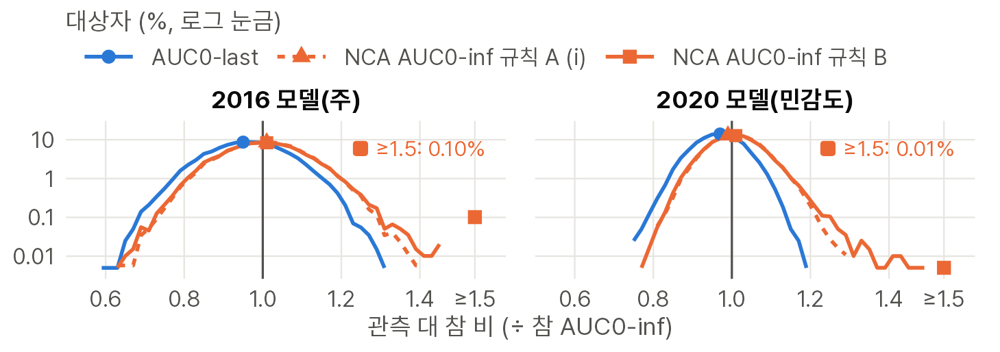 대상자 (%, 로그 눈금)
AUC0-last NCA AUC0-inf 규칙 A (i) NCA AUC0-inf 규칙 B
2016 모델(주) 2020 모델(민감도)
10
1
0.1
0.01
≥1.5: 0.10% ≥1.5: 0.01%
0.6 0.8 1.0 1.2 1.4 ≥1.5 0.6 0.8 1.0 1.2 1.4 ≥1.5
관측 대 참 비 (÷ 참 AUC0-inf)